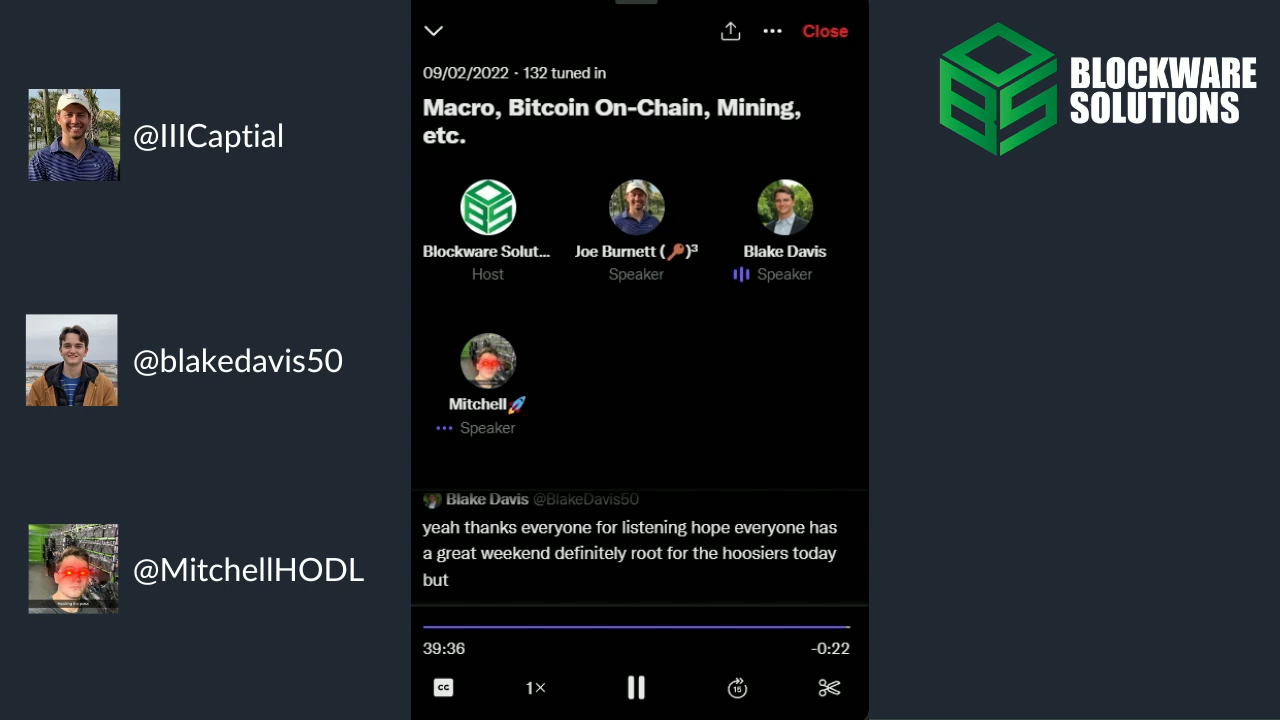 @IIICaptial
@blakedavis50
@MitchellHODL
Close
09/02/2022 · 132 tuned in
Macro, Bitcoin On-Chain, Mining,
etc.
Blockware Solut...
Host
Joe Burnett (🔑)³
Speaker
Blake Davis
Speaker
Mitchell🚀
Speaker
Blake Davis @BlakeDavis50
yeah thanks everyone for listening hope everyone has
a great weekend definitely root for the hoosiers today
but
39:36
-0:22
CC
1×
15
BLOCKWARE
SOLUTIONS